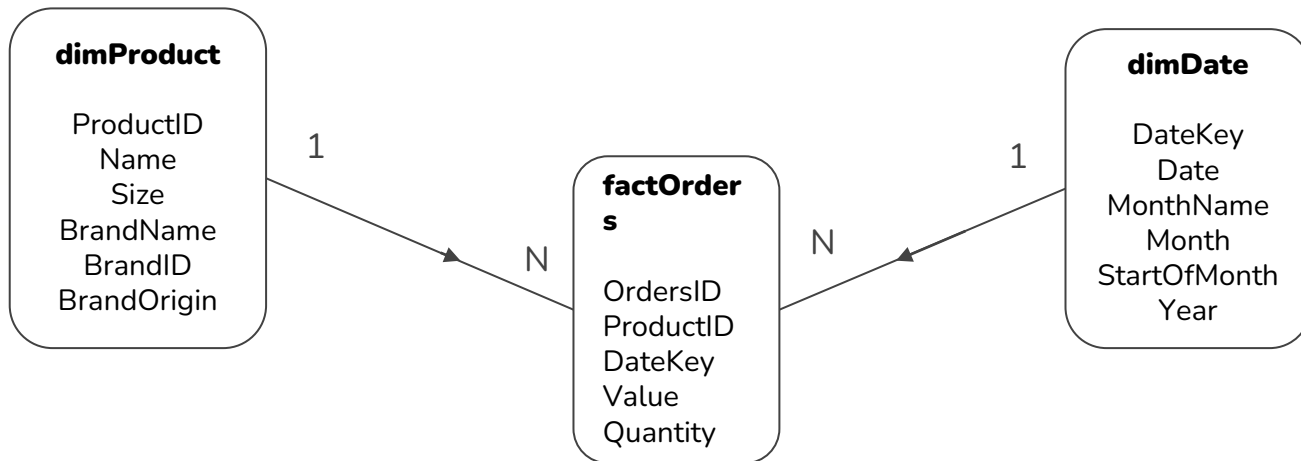 dimProduct
ProductID
Name
Size
BrandName
BrandID
BrandOrigin
1
N
factOrder
s
OrdersID
ProductID
DateKey
Value
Quantity
N
1
dimDate
DateKey
Date
MonthName
Month
StartOfMonth
Year